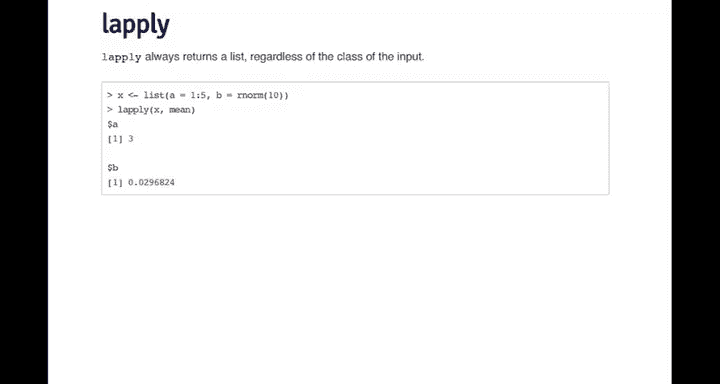 lapply
lapply always returns a list, regardless of the class of the input.
> x <- list(a = 1:5, b = rnorm(10))
> lapply(x, mean)
$a
[1] 3
$b
[1] 0.0296824